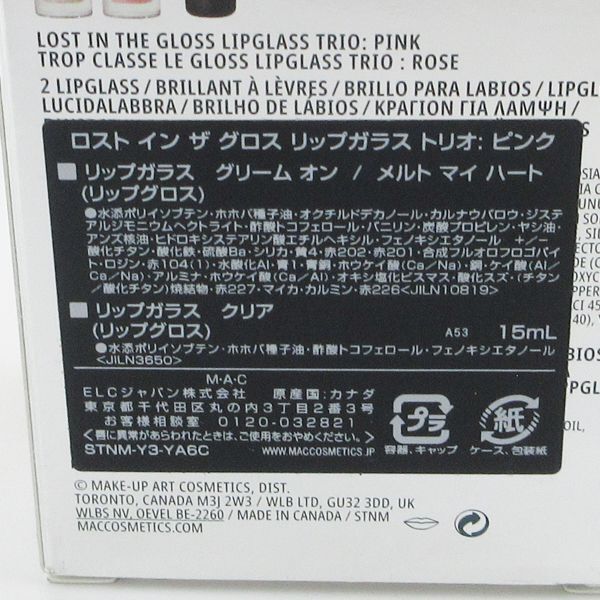 LOST IN THE GLOSS LIPGLASS TRIO: PINK
TROP CLASSE LE GLOSS LIPGLASS TRIO : ROSE
2 LIPGLASS / BRILLANT À LÈVRES / BRILLO PARA LABIOS / LIPGL
LUCIDALABBRA / BRILHO DE LÁBIOS / ΚΡΑΓΙΟΝ ΓΙΑ ΛΑΜΨΗ /
ロスト イン ザ グロス リップガラス トリオ: ピンク
■ リップガラス グリーム オン / メルト マイ ハート
(リップグロス)
●水添ポリイソブテン・ホホバ種子油・オクチルドデカノール・カルナウバロウ・ジステ
アルジモニウムヘクトライト・酢酸トコフェロール・バニリン・炭酸プロピレン・ヤシ油・
アンズ核油・ヒドロキシステアリン酸エチルヘキシル・フェノキシエタノール +/-
酸化チタン・酸化鉄・硫酸Ba・シリカ・黄4・赤202・赤201・合成フルオロフロゴパイ
ト・ロジン・赤104(1)・水酸化Al・青1・青銅・ホウケイ酸(Ca/Na)・銅・ケイ酸(Al/
Ca/Na)・アルミナ・ホウケイ酸(Ca/Al)・オキシ塩化ビスマス・酸化スズ・(チタン
/酸化チタン)焼結物・赤227・マイカ・カルミン・赤226<JILN10819>
■ リップガラス クリア
(リップグロス) A53 15mL
●水添ポリイソブテン・ホホバ種子油・酢酸トコフェロール・フェノキシエタノール
<JILN3650>
M・A・C
ELCジャパン株式会社 原産国:カナダ
東京都千代田区丸の内3丁目2番3号
お客様相談室 0120-032821
<唇に異常があらわれたときは、ご使用をおやめください。>
STNM-Y3-YA6C WWW.MACCOSMETICS.JP
プラ
容器、キャップ
紙
ケース、包装紙
© MAKE-UP ART COSMETICS, DIST.
TORONTO, CANADA M3J 2W3 / WLB LTD, GU32 3DD, UK
WLBS NV, OEVEL BE-2260 / MADE IN CANADA / STNM
MACCOSMETICS.COM